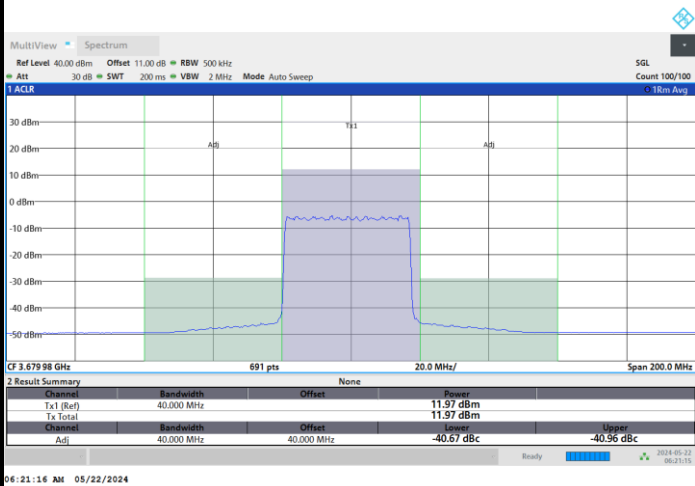 MultiView Spectrum
Ref Level 40.00 dBm Offset 11.00 dB RBW 500 kHz SGL
Att 30 dB SWT 200 ms VBW 2 MHz Mode Auto Sweep Count 100/100
1 ACLR 1Rm Avg
30 dBm
Tx1
20 dBm
Adj Adj
10 dBm
0 dBm
-10 dBm
-20 dBm
-30 dBm
-40 dBm
-50 dBm
CF 3.679 98 GHz 691 pts 20.0 MHz/ Span 200.0 MHz
2 Result Summary None
Channel Bandwidth Offset Power
Tx1 (Ref) 40.000 MHz 11.97 dBm
Tx Total 11.97 dBm
Channel Bandwidth Offset Lower Upper
Adj 40.000 MHz 40.000 MHz -40.67 dBc -40.96 dBc
Ready 2024-05-22
06:21:15
06:21:16 AM 05/22/2024